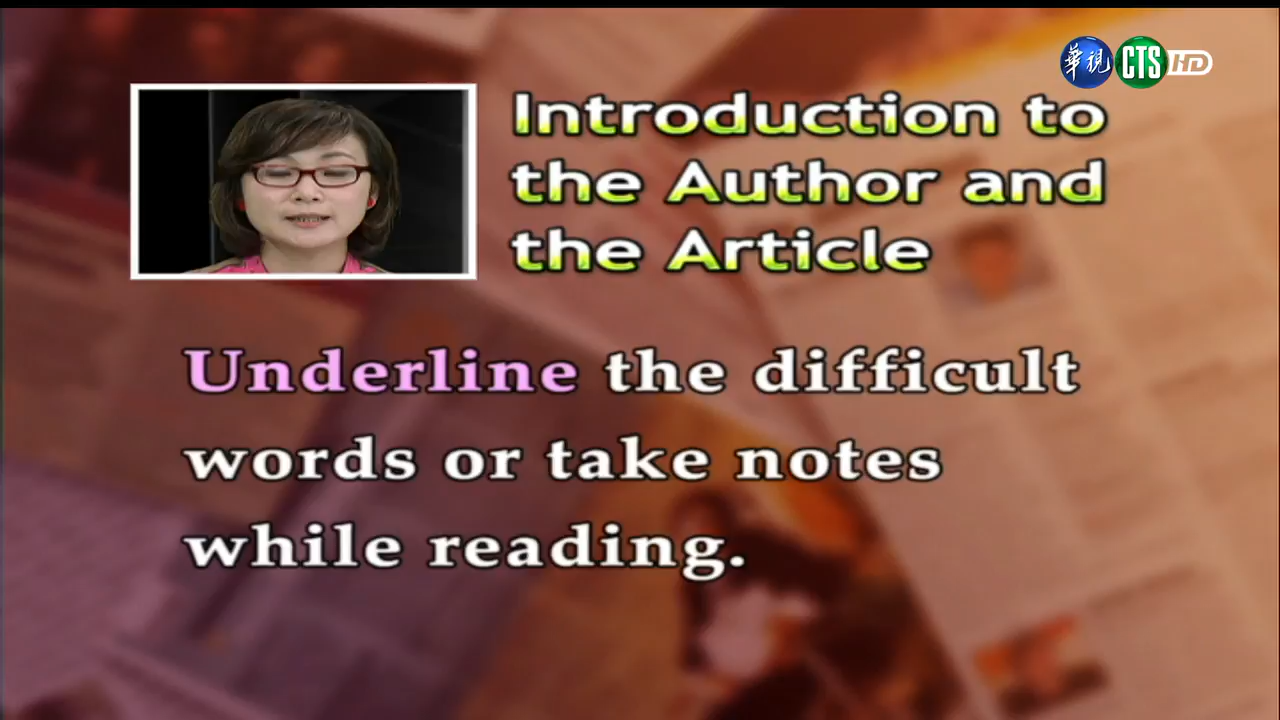 華視 CTS HD
Introduction to
the Author and
the Article
Underline the difficult
words or take notes
while reading.